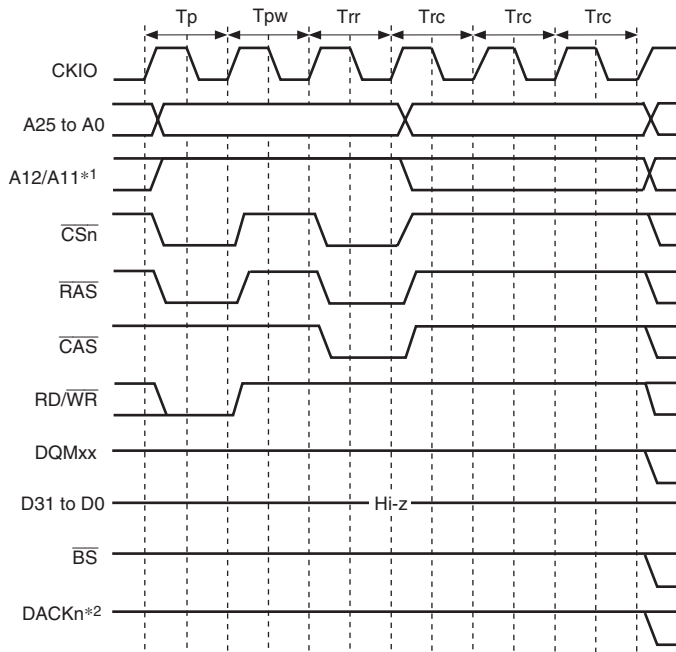 Tp Tpw Trr Trc Trc Trc
CKIO
A25 to A0
A12/A11*1
CSn
RAS
CAS
RD/WR
DQMxx
D31 to D0 Hi-z
BS
DACKn*2